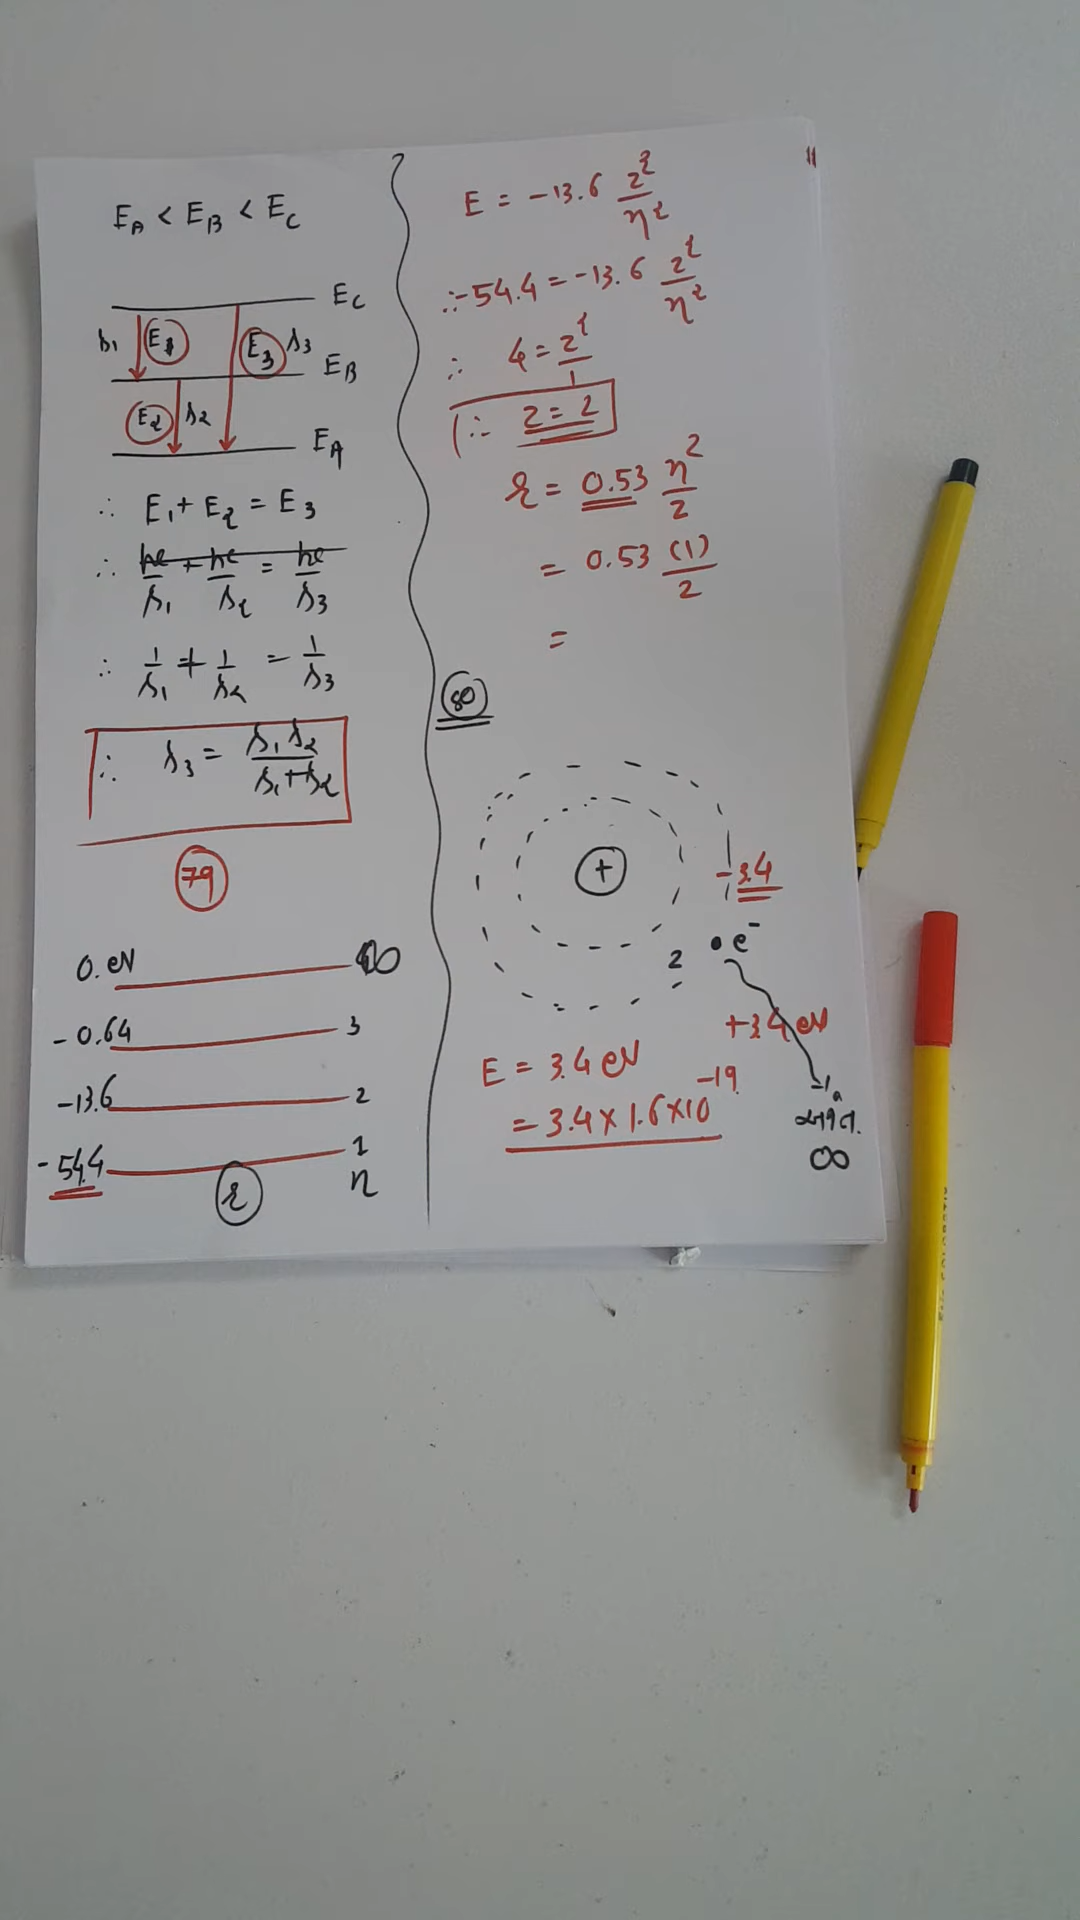 E_A < E_B < E_C
E_C
λ1 E1 E3 λ3
E_B
E2 λ2
E_A
∴ E1 + E2 = E3
∴ hc/λ1 + hc/λ2 = hc/λ3
∴ 1/λ1 + 1/λ2 = 1/λ3
∴ λ3 = λ1 λ2 / λ1+λ2
79
0. eV ∞
-0.64 3
-13.6 2
-54.4 1
r n
E = -13.6 z²/n²
∴ -54.4 = -13.6 z²/n²
∴ 4 = z²/1
∴ z = 2
r = 0.53 n²/z
= 0.53 (1)/2
=
80
+
-3.4
e⁻
2
+3.4 eV
E = 3.4 eV
= 3.4 × 1.6 × 10⁻¹⁹
∞